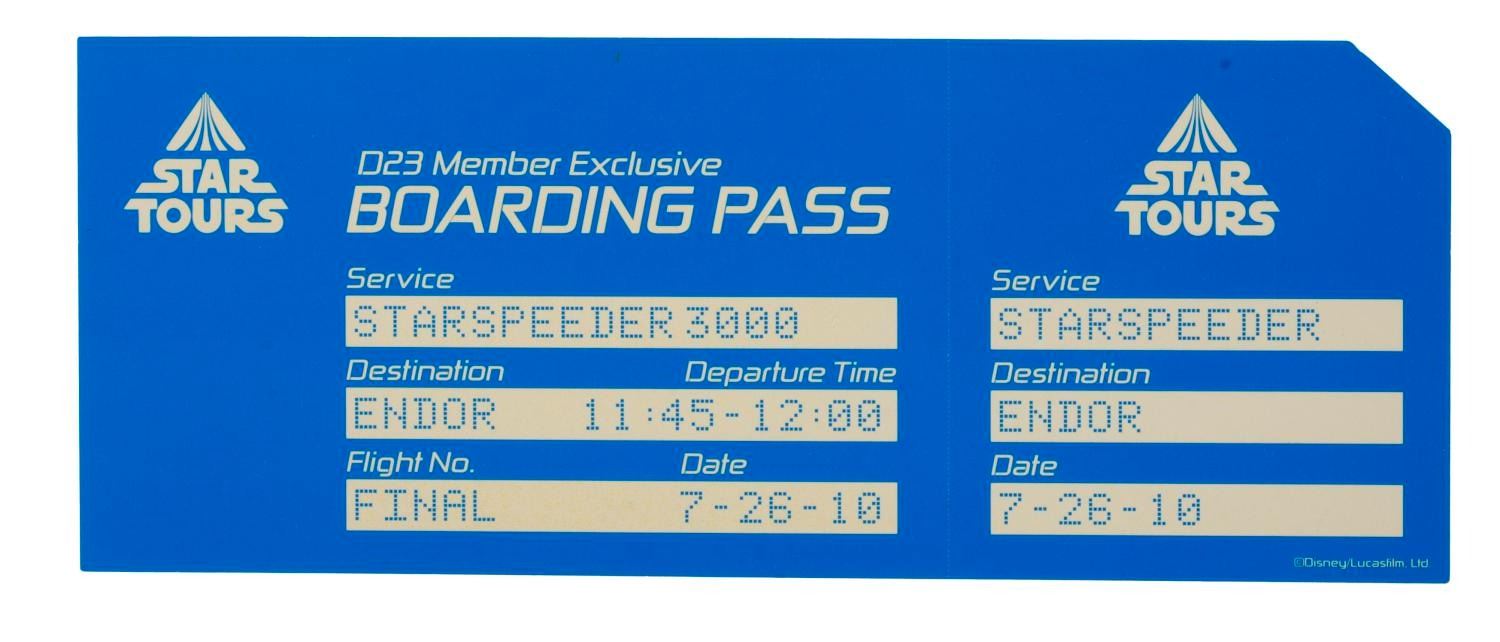 STAR
TOURS
D23 Member Exclusive
BOARDING PASS
Service
STARSPEEDER 3000
Destination Departure Time
ENDOR 11:45-12:00
Flight No. Date
FINAL 7-26-10
STAR
TOURS
Service
STARSPEEDER
Destination
ENDOR
Date
7-26-10
©Disney/Lucasfilm, Ltd.